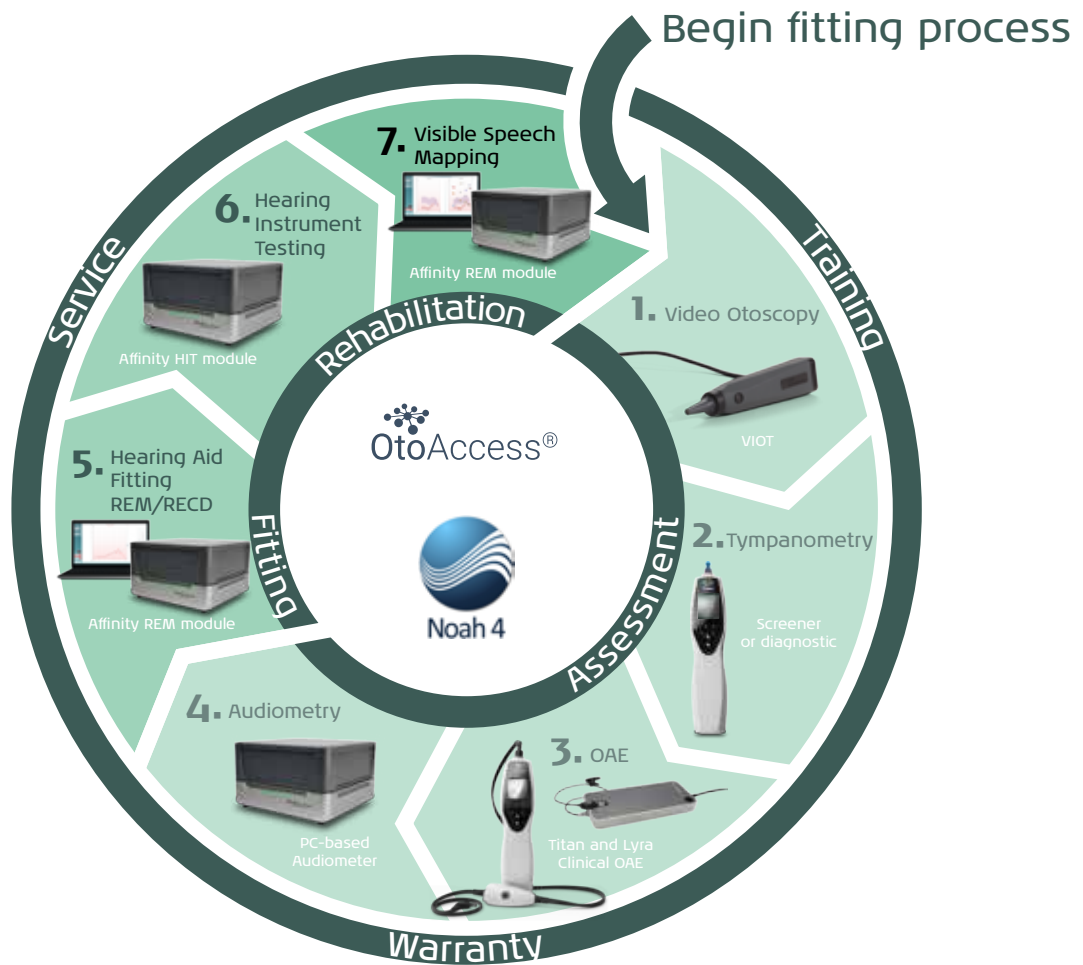 Begin fitting process
7. Visible Speech
Mapping
Affinity REM module
6. Hearing
Instrument
Testing
Affinity HIT module
Service
Training
Rehabilitation
1. Video Otoscopy
VIOT
OtoAccess®
5. Hearing Aid
Fitting
REM/RECD
Affinity REM module
Fitting
Noah 4
Assessment
2. Tympanometry
Screener
or diagnostic
4. Audiometry
PC-based
Audiometer
3. OAE
Titan and Lyra
Clinical OAE
Warranty